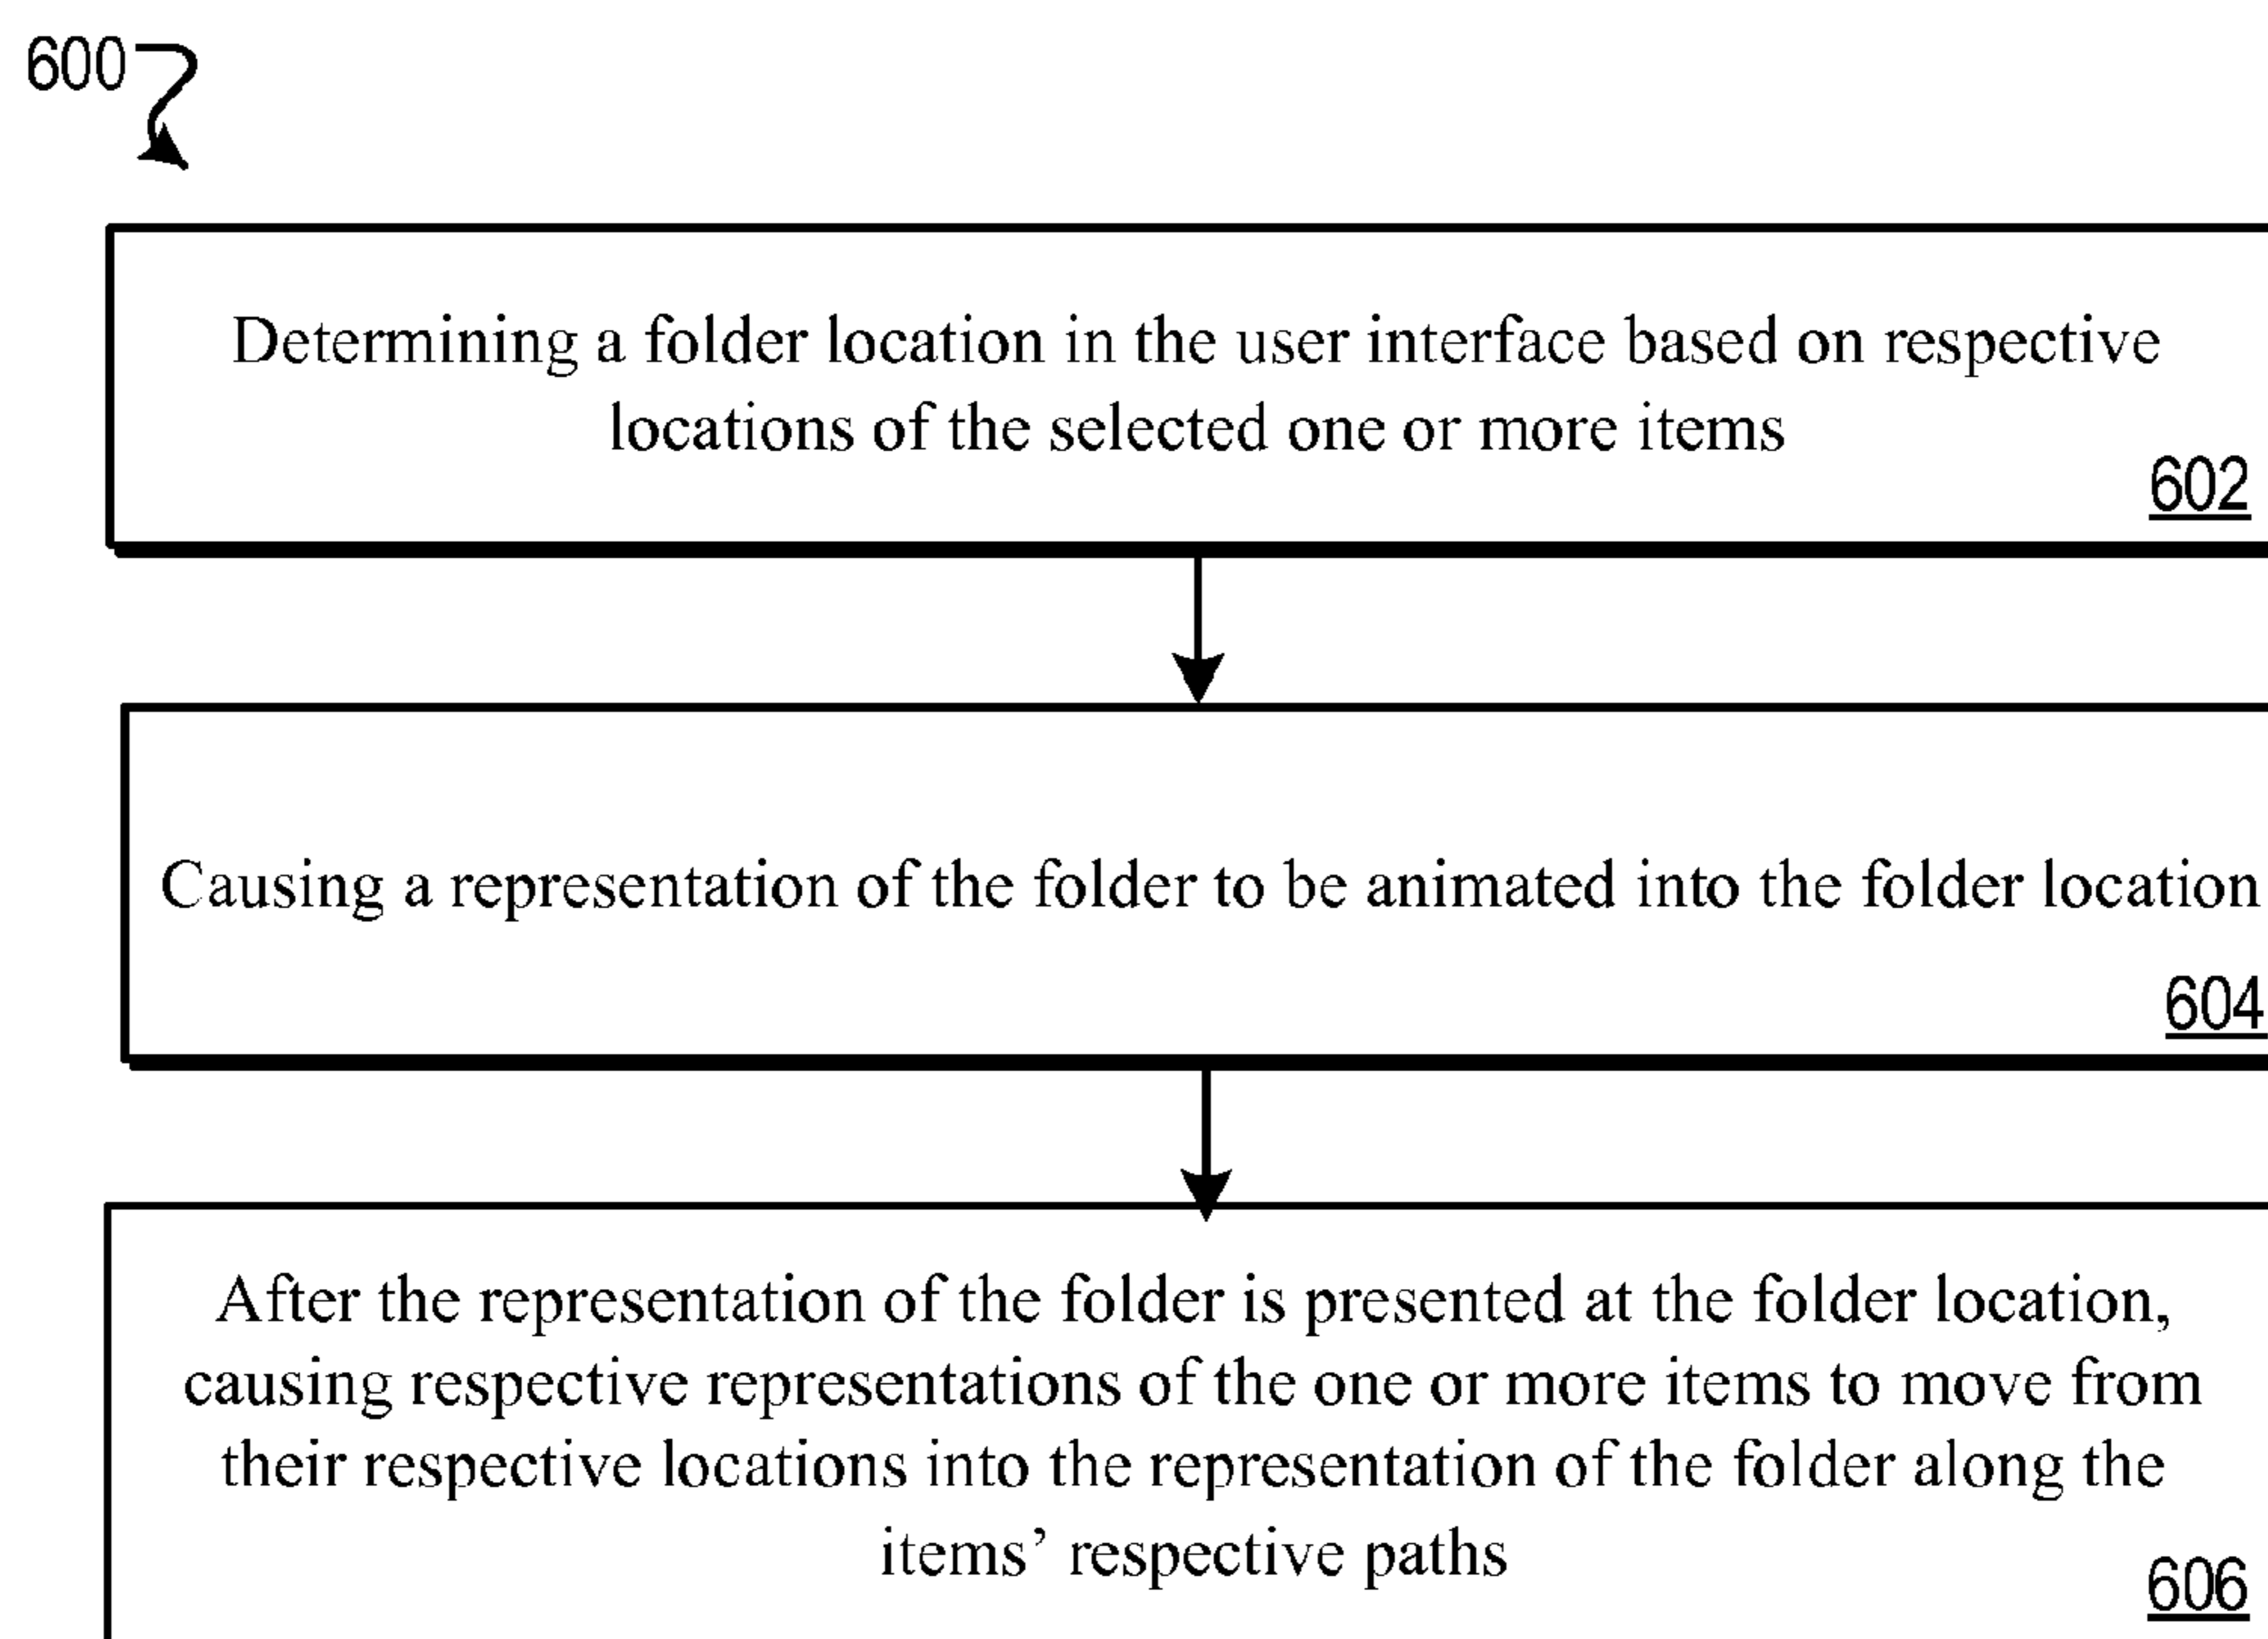 600
Determining a folder location in the user interface based on respective
locations of the selected one or more items
602
Causing a representation of the folder to be animated into the folder location
604
After the representation of the folder is presented at the folder location,
causing respective representations of the one or more items to move from
their respective locations into the representation of the folder along the
items’ respective paths
606